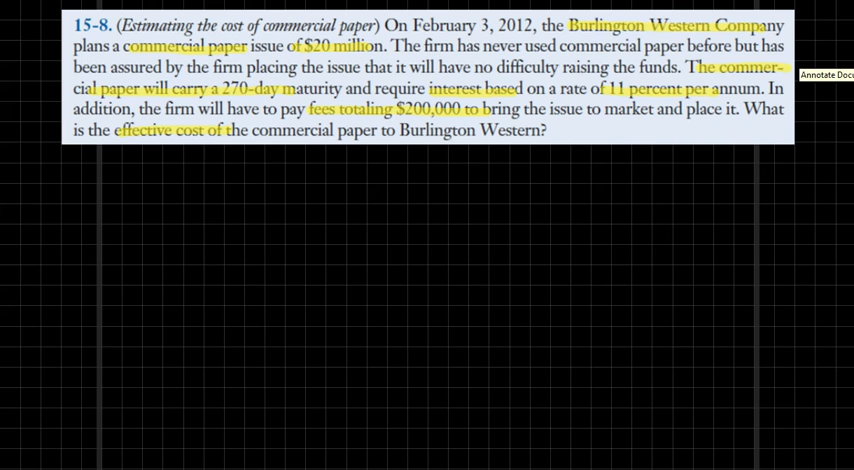 15-8. (Estimating the cost of commercial paper) On February 3, 2012, the Burlington Western Company
plans a commercial paper issue of $20 million. The firm has never used commercial paper before but has
been assured by the firm placing the issue that it will have no difficulty raising the funds. The commer-
cial paper will carry a 270-day maturity and require interest based on a rate of 11 percent per annum. In
addition, the firm will have to pay fees totaling $200,000 to bring the issue to market and place it. What
is the effective cost of the commercial paper to Burlington Western?
Annotate Docu